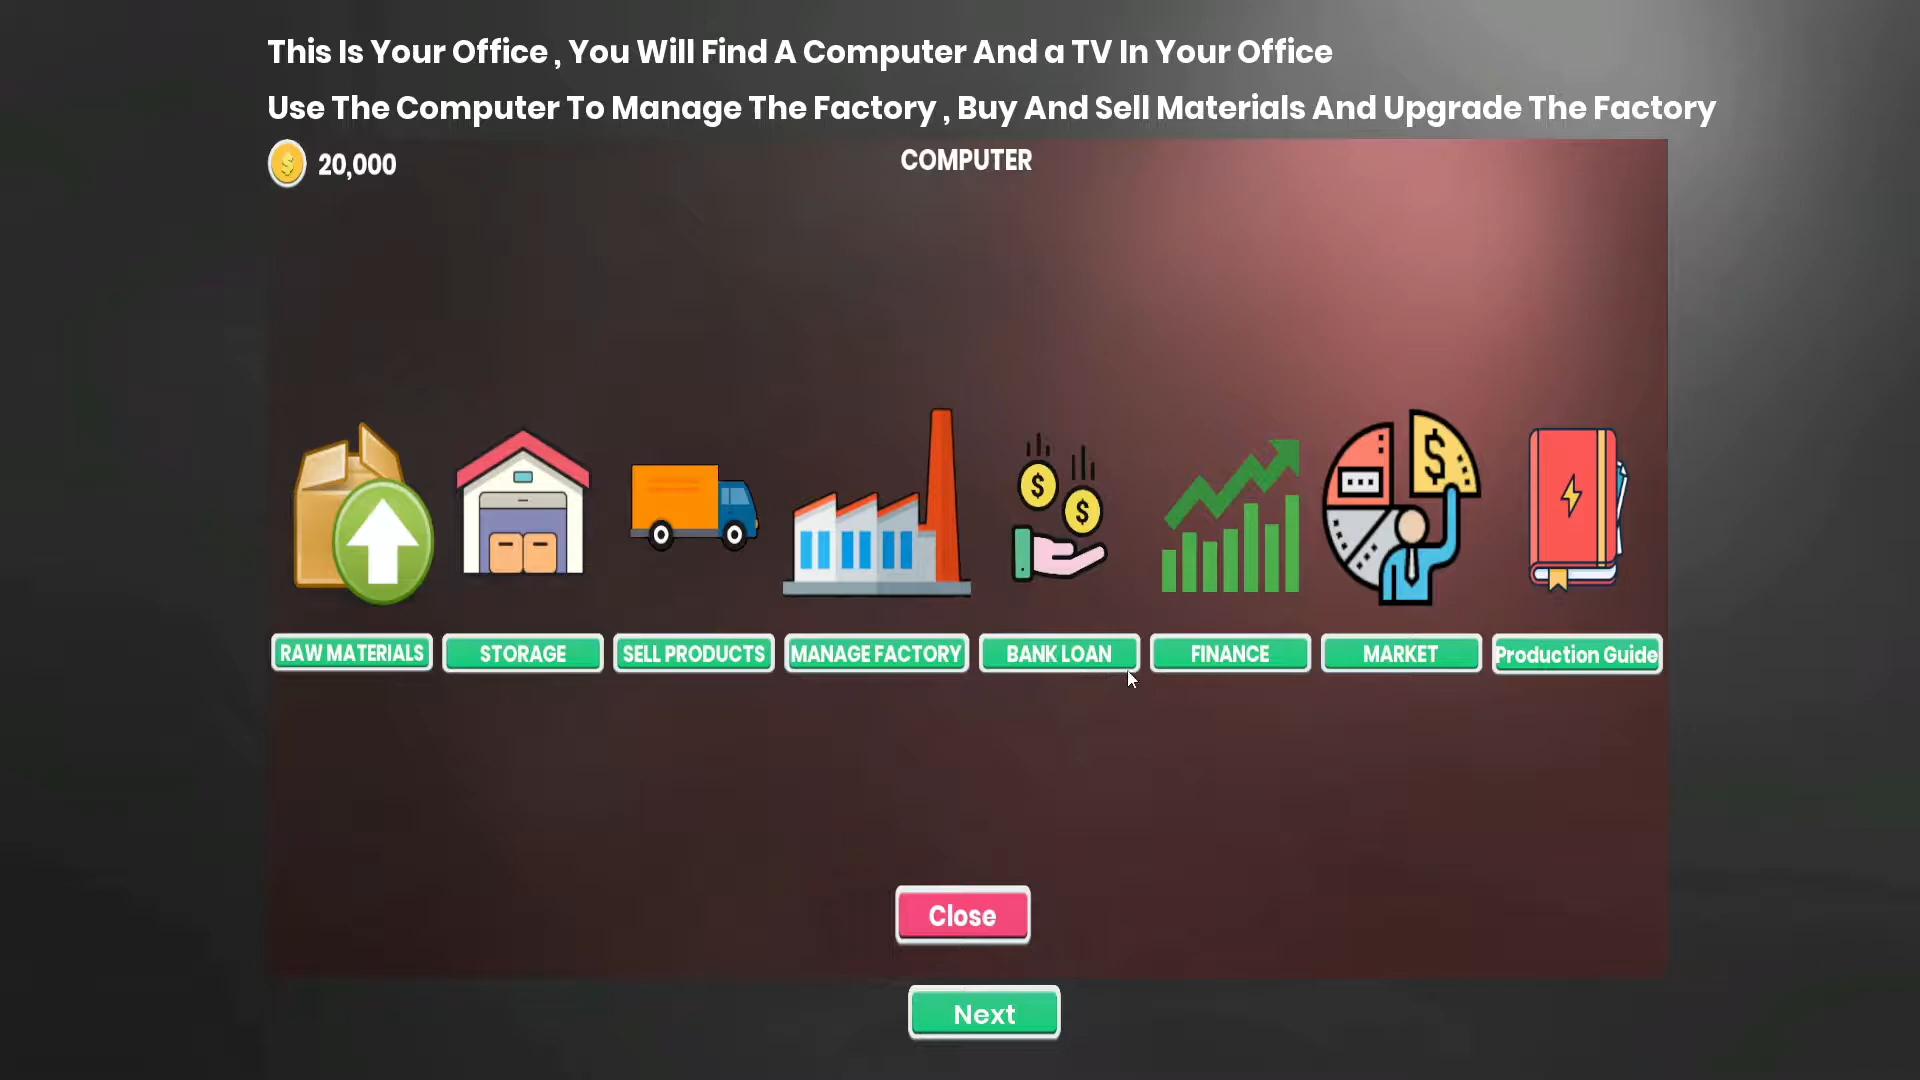 This Is Your Office , You Will Find A Computer And a TV In Your Office
Use The Computer To Manage The Factory , Buy And Sell Materials And Upgrade The Factory
20,000
COMPUTER
RAW MATERIALS
STORAGE
SELL PRODUCTS
MANAGE FACTORY
BANK LOAN
FINANCE
MARKET
Production Guide
Close
Next